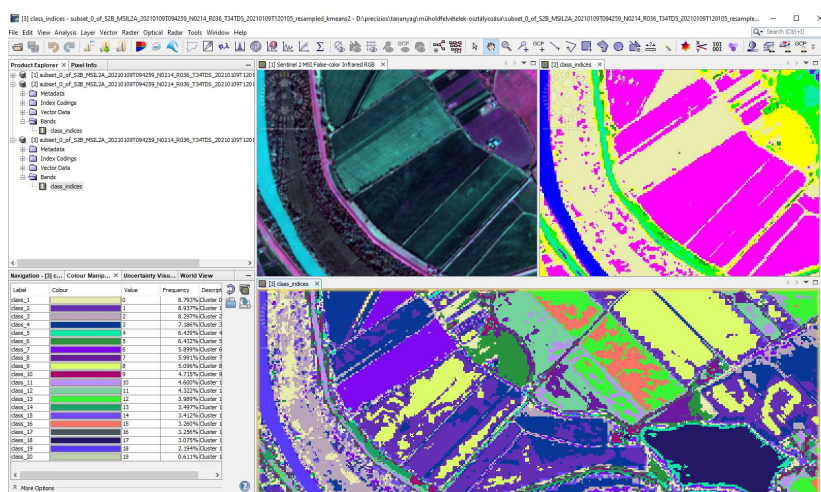 [3] class_indices - subset_0_of_S2B_MSIL2A_20210109T094259_N0214_R036_T34TDS_20210109T120105_resampled_kmeans2 - D:\precizios\tananyag\műholdfelvételek-osztályozása\subset_0_of_S2B_MSIL2A_20210109T094259_N0214_R036_T34TDS_20210109T120105_resample...
File Edit View Analysis Layer Vector Raster Optical Radar Tools Window Help
Search (Ctrl+I)
Product Explorer × Pixel Info
[1] subset_0_of_S2B_MSIL2A_20210109T094259_N0214_R036_T34TDS_20210109T1201
[2] subset_0_of_S2B_MSIL2A_20210109T094259_N0214_R036_T34TDS_20210109T1201
Metadata
Index Codings
Vector Data
Bands
class_indices
[3] subset_0_of_S2B_MSIL2A_20210109T094259_N0214_R036_T34TDS_20210109T1201
Metadata
Index Codings
Vector Data
Bands
class_indices
[1] Sentinel 2 MSI False-color Infrared RGB ×
[2] class_indices ×
Navigation - [3] c... Colour Manip... × Uncertainty Visu... World View
Label Colour Value Frequency Descript
class_1 0 8.793% Cluster 0
class_2 1 8.937% Cluster 1
class_3 2 8.297% Cluster 2
class_4 3 7.186% Cluster 3
class_5 4 6.439% Cluster 4
class_6 5 6.432% Cluster 5
class_7 6 5.899% Cluster 6
class_8 7 5.991% Cluster 7
class_9 8 5.096% Cluster 8
class_10 9 4.715% Cluster 9
class_11 10 4.600% Cluster 1
class_12 11 4.322% Cluster 1
class_13 12 3.989% Cluster 1
class_14 13 3.497% Cluster 1
class_15 14 3.412% Cluster 1
class_16 15 3.260% Cluster 1
class_17 16 3.256% Cluster 1
class_18 17 3.075% Cluster 1
class_19 18 2.194% Cluster 1
class_20 19 0.611% Cluster 1
More Options
[3] class_indices ×